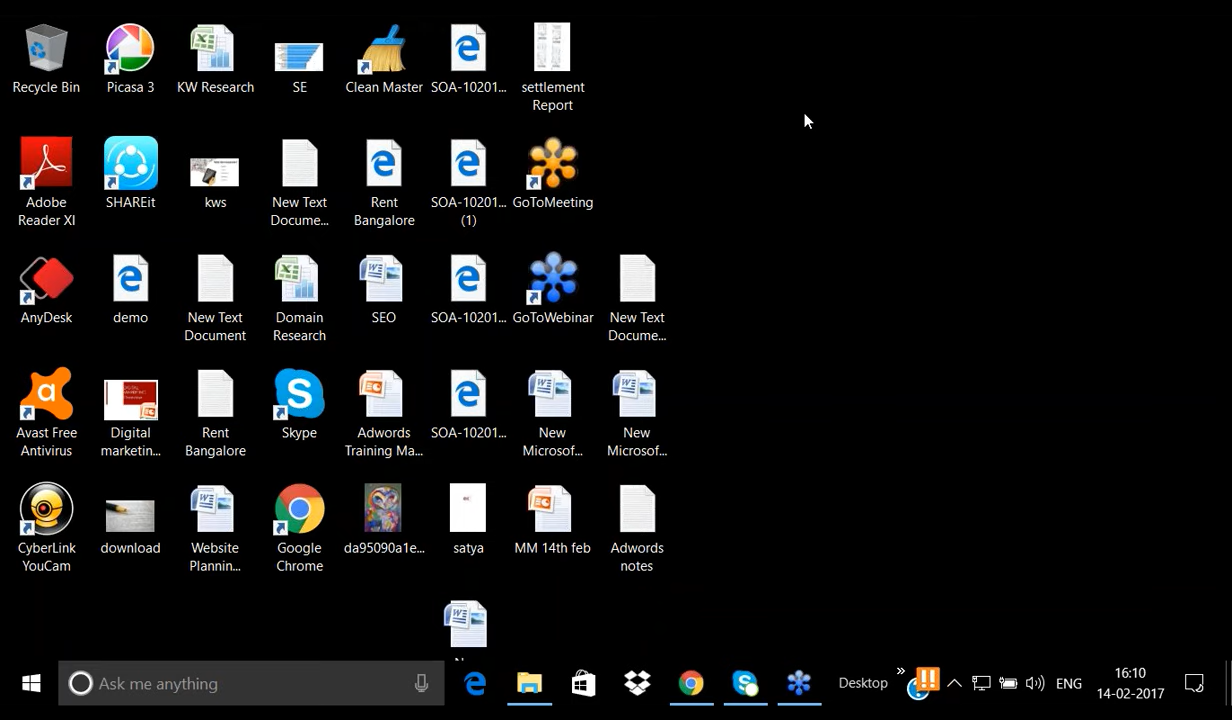 Recycle Bin
Picasa 3
KW Research
SE
Clean Master
SOA-10201...
settlement
Report
Adobe
Reader XI
SHAREit
kws
New Text
Docume...
Rent
Bangalore
SOA-10201...
(1)
GoToMeeting
AnyDesk
demo
New Text
Document
Domain
Research
SEO
SOA-10201...
GoToWebinar
New Text
Docume...
Avast Free
Antivirus
Digital
marketin...
Rent
Bangalore
Skype
Adwords
Training Ma...
SOA-10201...
New
Microsof...
New
Microsof...
CyberLink
YouCam
download
Website
Plannin...
Google
Chrome
da95090a1e...
satya
MM 14th feb
Adwords
notes
Ask me anything
Desktop
ENG
16:10
14-02-2017